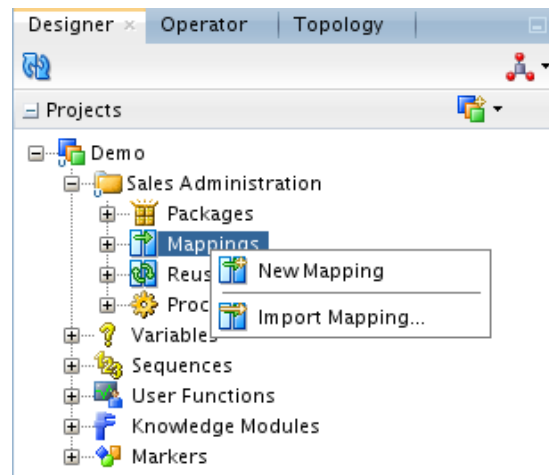 Designer Operator Topology
Projects
Demo
Sales Administration
Packages
Mappings
New Mapping
Reus
Import Mapping...
Proc
Variables
Sequences
User Functions
Knowledge Modules
Markers